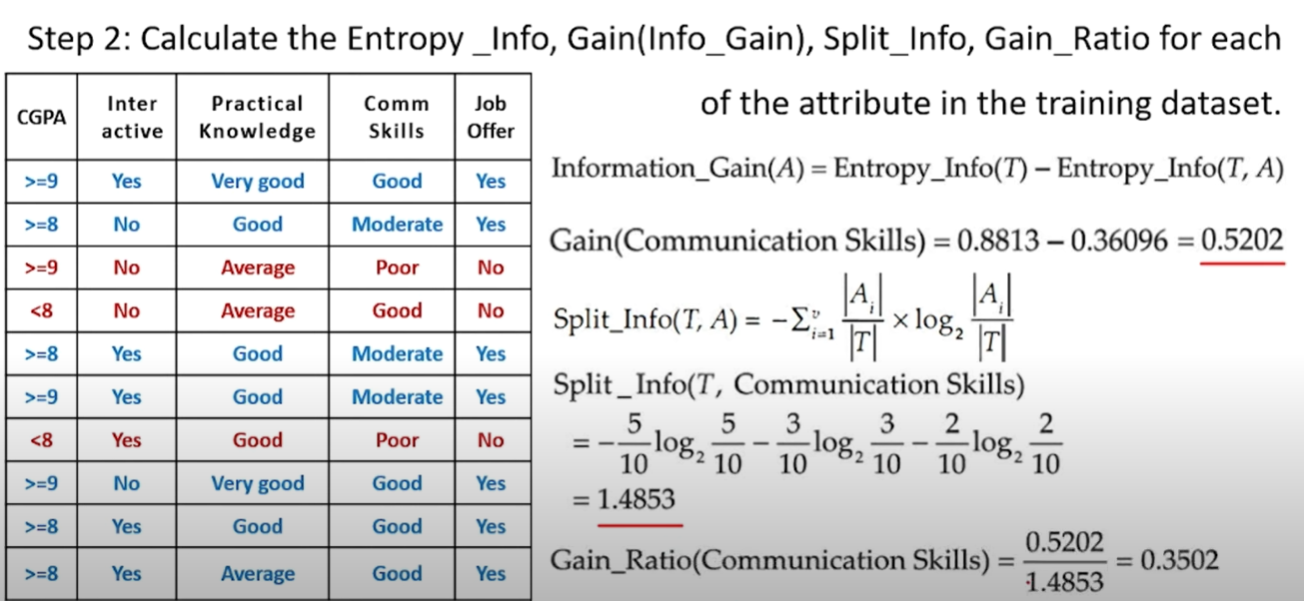 Step 2: Calculate the Entropy _Info, Gain(Info_Gain), Split_Info, Gain_Ratio for each
of the attribute in the training dataset.
CGPA | Inter active | Practical Knowledge | Comm Skills | Job Offer
>=9 | Yes | Very good | Good | Yes
>=8 | No | Good | Moderate | Yes
>=9 | No | Average | Poor | No
<8 | No | Average | Good | No
>=8 | Yes | Good | Moderate | Yes
>=9 | Yes | Good | Moderate | Yes
<8 | Yes | Good | Poor | No
>=9 | No | Very good | Good | Yes
>=8 | Yes | Good | Good | Yes
>=8 | Yes | Average | Good | Yes
Information_Gain(A) = Entropy_Info(T) – Entropy_Info(T, A)
Gain(Communication Skills) = 0.8813 – 0.36096 = 0.5202
Split_Info(T, A) = −Σᵛᵢ₌₁ |Aᵢ|/|T| × log₂ |Aᵢ|/|T|
Split_Info(T, Communication Skills)
= −5/10 log₂ 5/10 − 3/10 log₂ 3/10 − 2/10 log₂ 2/10
= 1.4853
Gain_Ratio(Communication Skills) = 0.5202/1.4853 = 0.3502